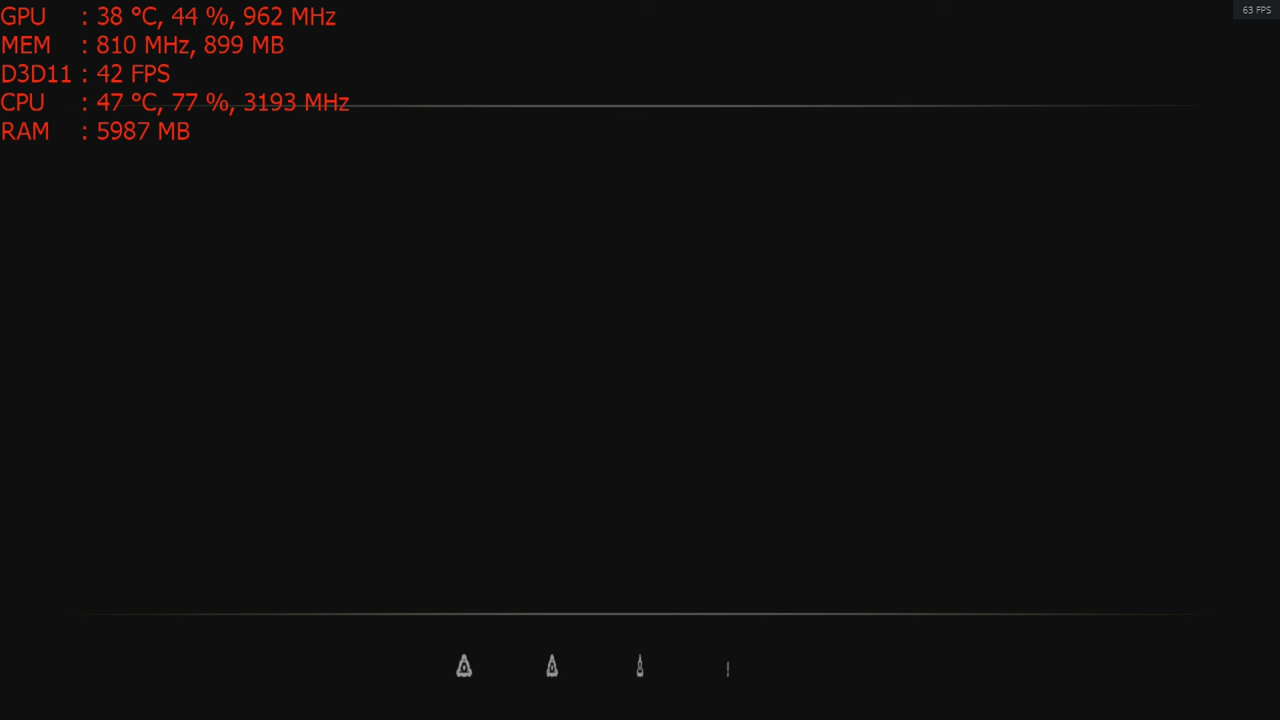 GPU : 38 °C, 44 %, 962 MHz
63 FPS
MEM : 810 MHz, 899 MB
D3D11 : 42 FPS
CPU : 47 °C, 77 %, 3193 MHz
RAM : 5987 MB